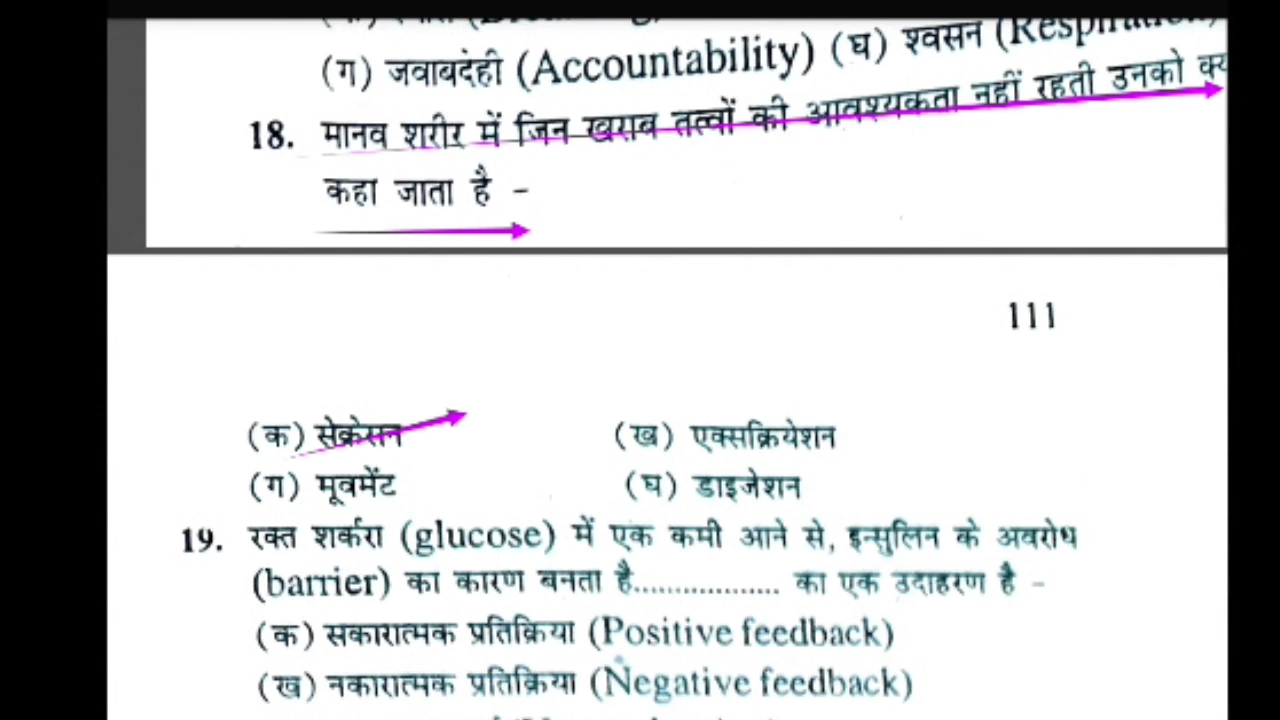 (ग) जवाबदेही (Accountability) (घ) श्वसन
18. मानव शरीर में जिन खराब तत्वों की आवश्यकता नहीं रहती उनको
कहा जाता है -
111
(क) सेक्रेसन (ख) एक्सक्रियेशन
(ग) मूवमेंट (घ) डाइजेशन
19. रक्त शर्करा (glucose) में एक कमी आने से, इन्सुलिन के अवरोध
(barrier) का कारण बनता है................... का एक उदाहरण है -
(क) सकारात्मक प्रतिक्रिया (Positive feedback)
(ख) नकारात्मक प्रतिक्रिया (Negative feedback)